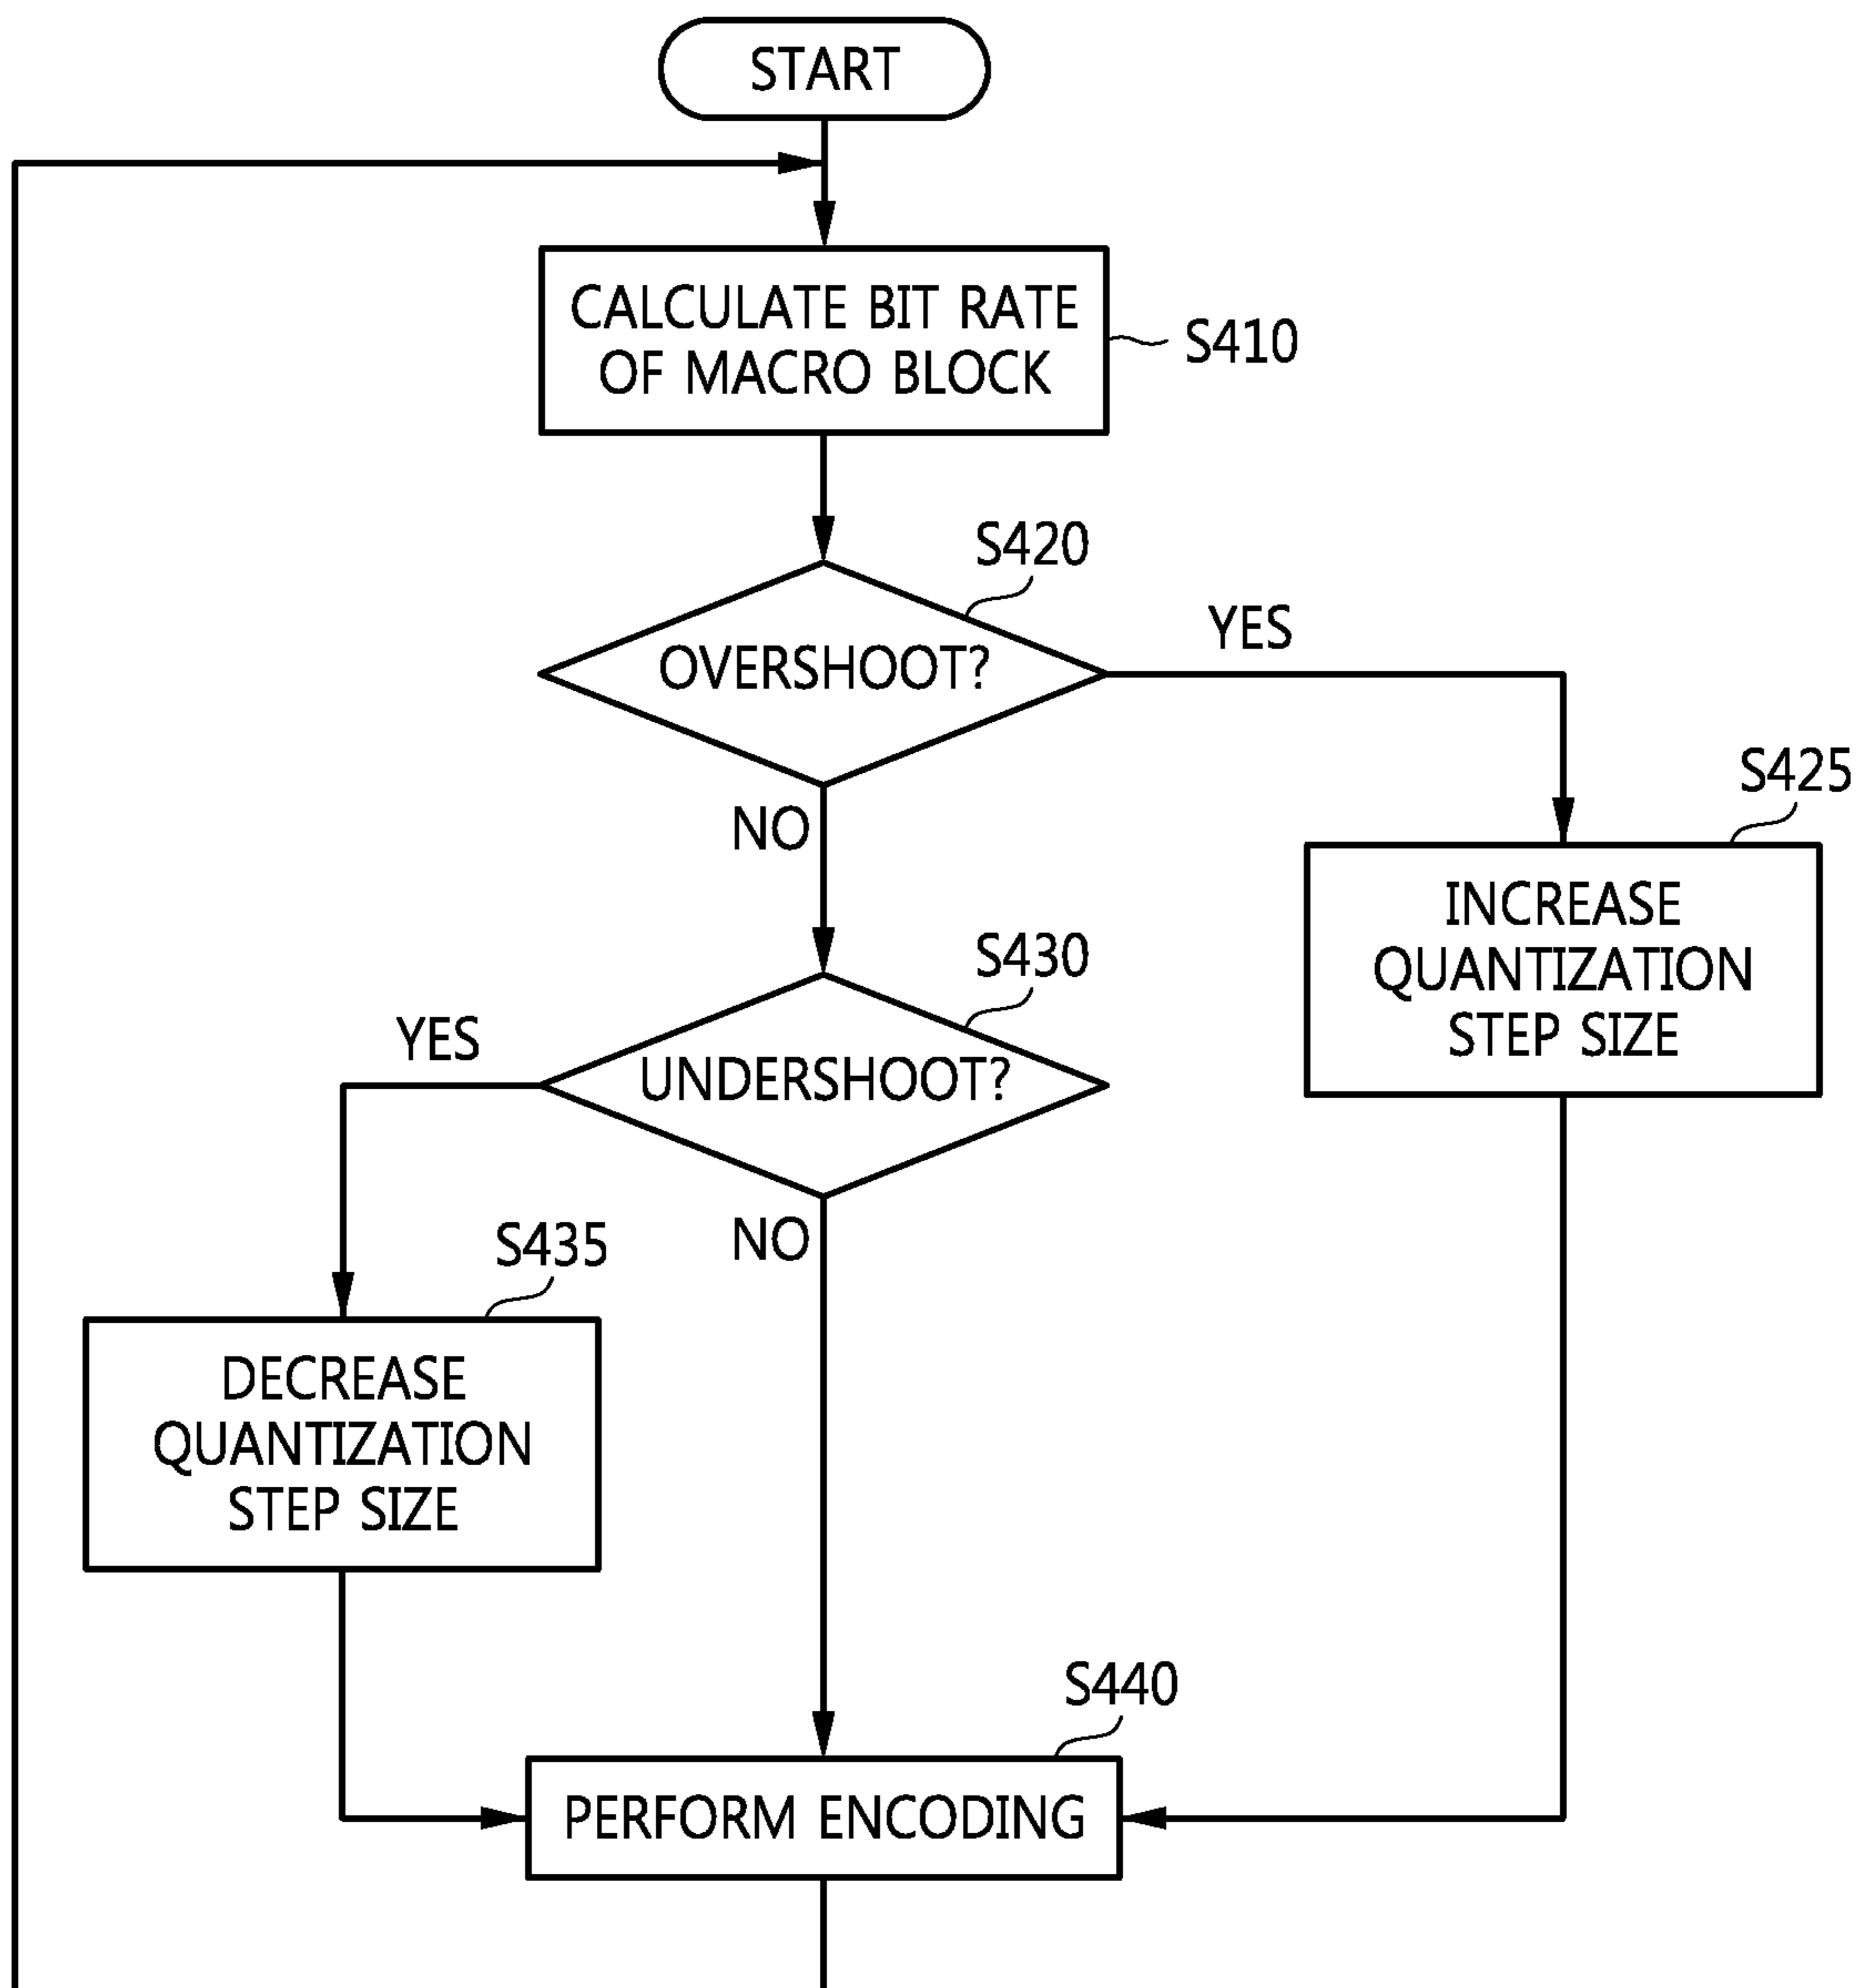 START
CALCULATE BIT RATE
OF MACRO BLOCK
S410
S420
OVERSHOOT?
YES
NO
S425
INCREASE
QUANTIZATION
STEP SIZE
S430
UNDERSHOOT?
YES
NO
S435
DECREASE
QUANTIZATION
STEP SIZE
S440
PERFORM ENCODING